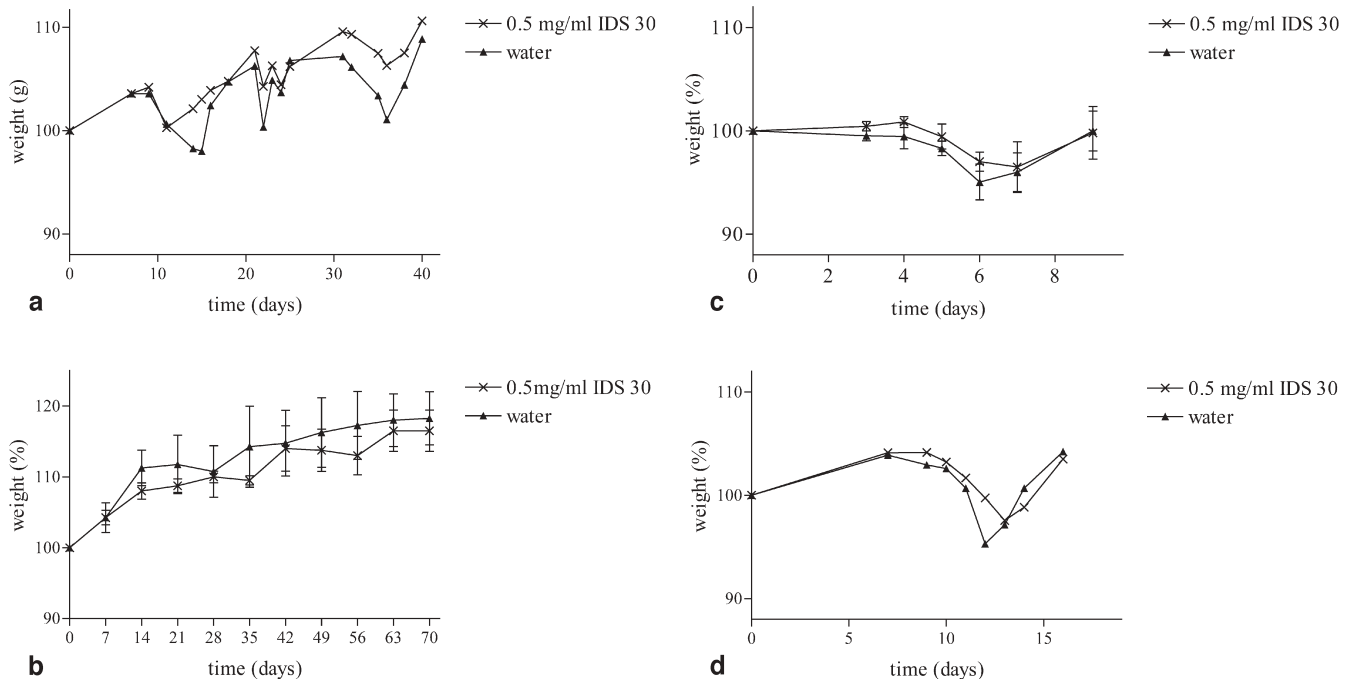 110
100
90
weight (g)
0 10 20 30 40
time (days)
0.5 mg/ml IDS 30
water
a
110
100
90
weight (%)
0 2 4 6 8
time (days)
0.5 mg/ml IDS 30
water
c
120
110
100
90
weight (%)
0 7 14 21 28 35 42 49 56 63 70
time (days)
0.5mg/ml IDS 30
water
b
110
100
90
weight (%)
0 5 10 15
time (days)
0.5 mg/ml IDS 30
water
d